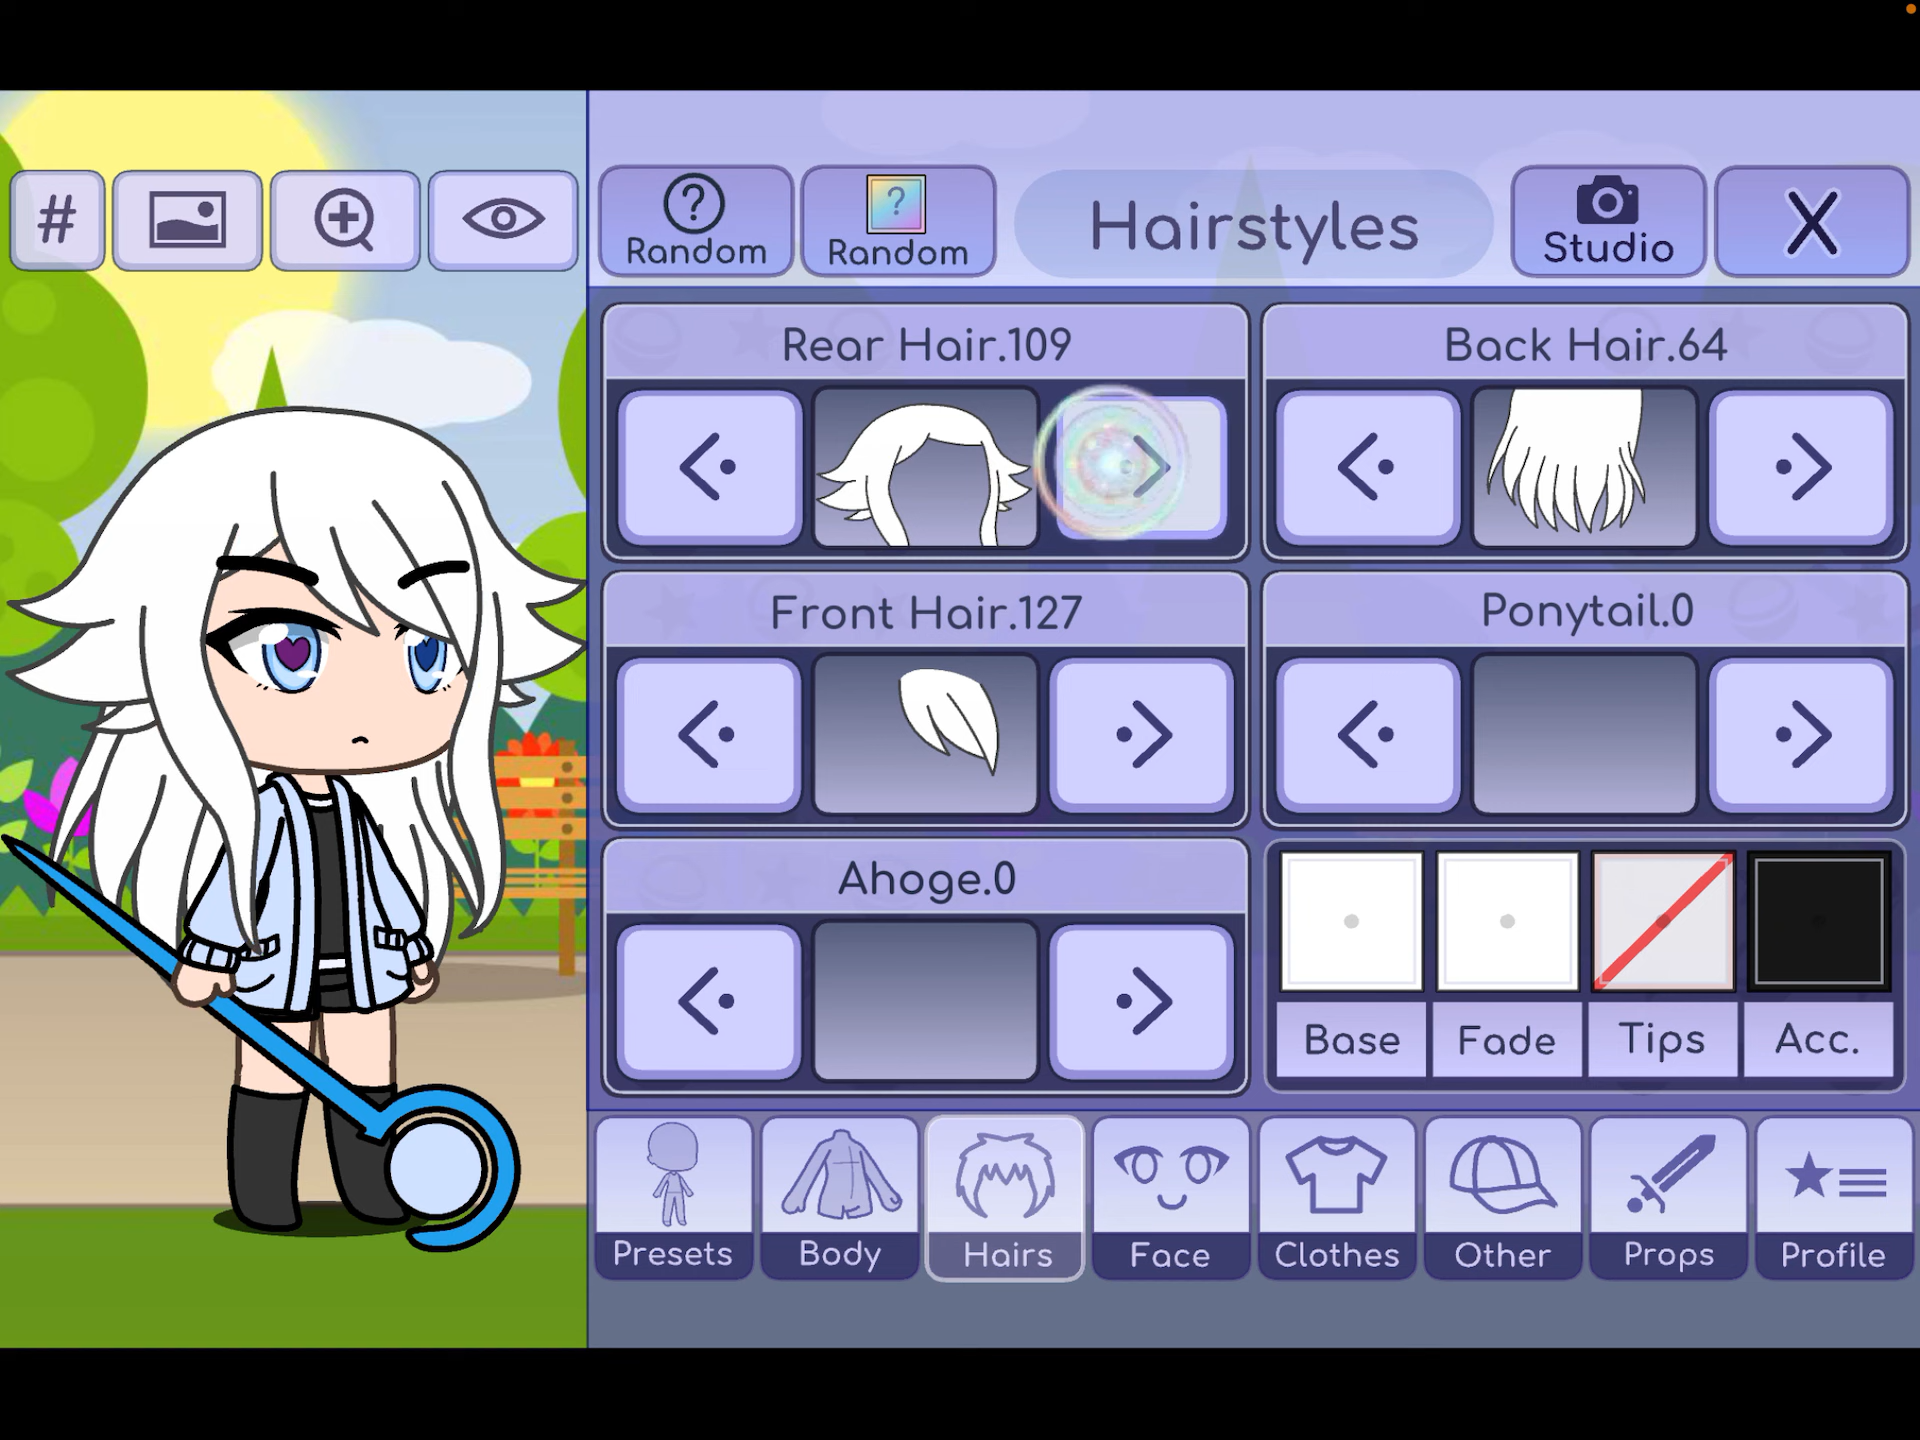 #
? Random
? Random
Hairstyles
Studio
X
Rear Hair.109
Back Hair.64
Front Hair.127
Ponytail.0
Ahoge.0
Base
Fade
Tips
Acc.
Presets
Body
Hairs
Face
Clothes
Other
Props
Profile